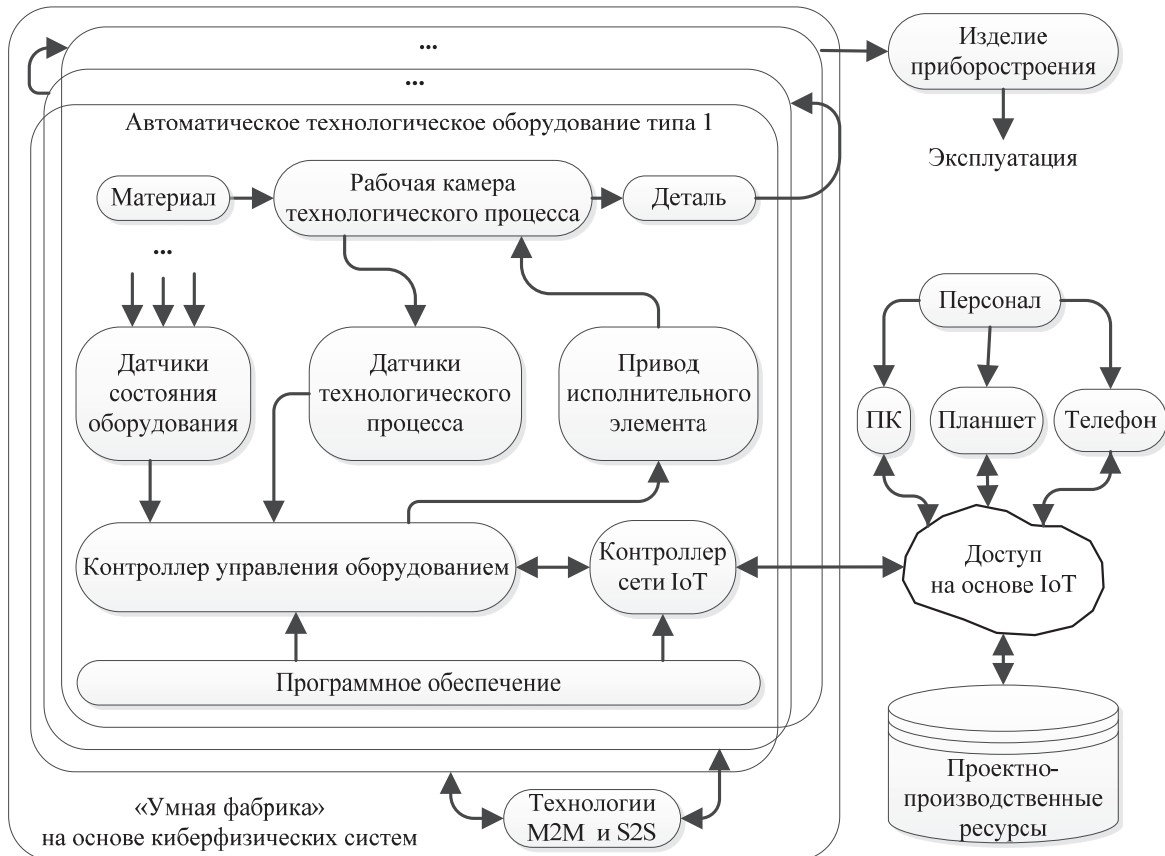 ...
...
Автоматическое технологическое оборудование типа 1
Материал
Рабочая камера
технологического процесса
Деталь
...
Датчики
состояния
оборудования
Датчики
технологического
процесса
Привод
исполнительного
элемента
Контроллер управления оборудованием
Контроллер
сети IoT
Программное обеспечение
«Умная фабрика»
на основе киберфизических систем
Технологии
M2M и S2S
Изделие
приборостроения
Эксплуатация
Персонал
ПК
Планшет
Телефон
Доступ
на основе IoT
Проектно-
производственные
ресурсы